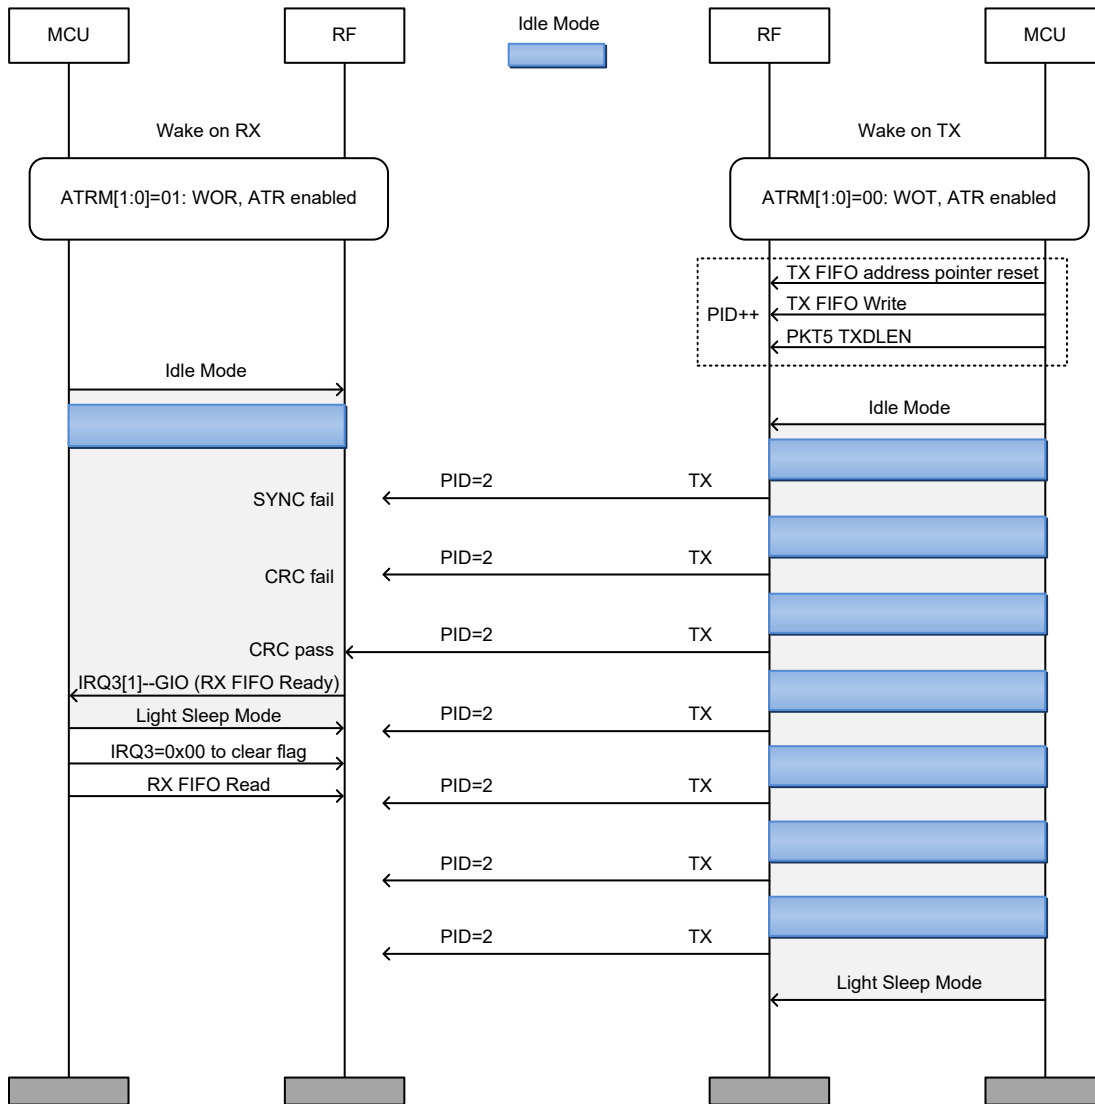 MCU
RF
Idle Mode
RF
MCU
Wake on RX
Wake on TX
ATRM[1:0]=01: WOR, ATR enabled
ATRM[1:0]=00: WOT, ATR enabled
TX FIFO address pointer reset
PID++
TX FIFO Write
PKT5 TXDLEN
Idle Mode
Idle Mode
SYNC fail
PID=2
TX
CRC fail
PID=2
TX
CRC pass
PID=2
TX
IRQ3[1]--GIO (RX FIFO Ready)
Light Sleep Mode
PID=2
TX
IRQ3=0x00 to clear flag
RX FIFO Read
PID=2
TX
PID=2
TX
PID=2
TX
Light Sleep Mode